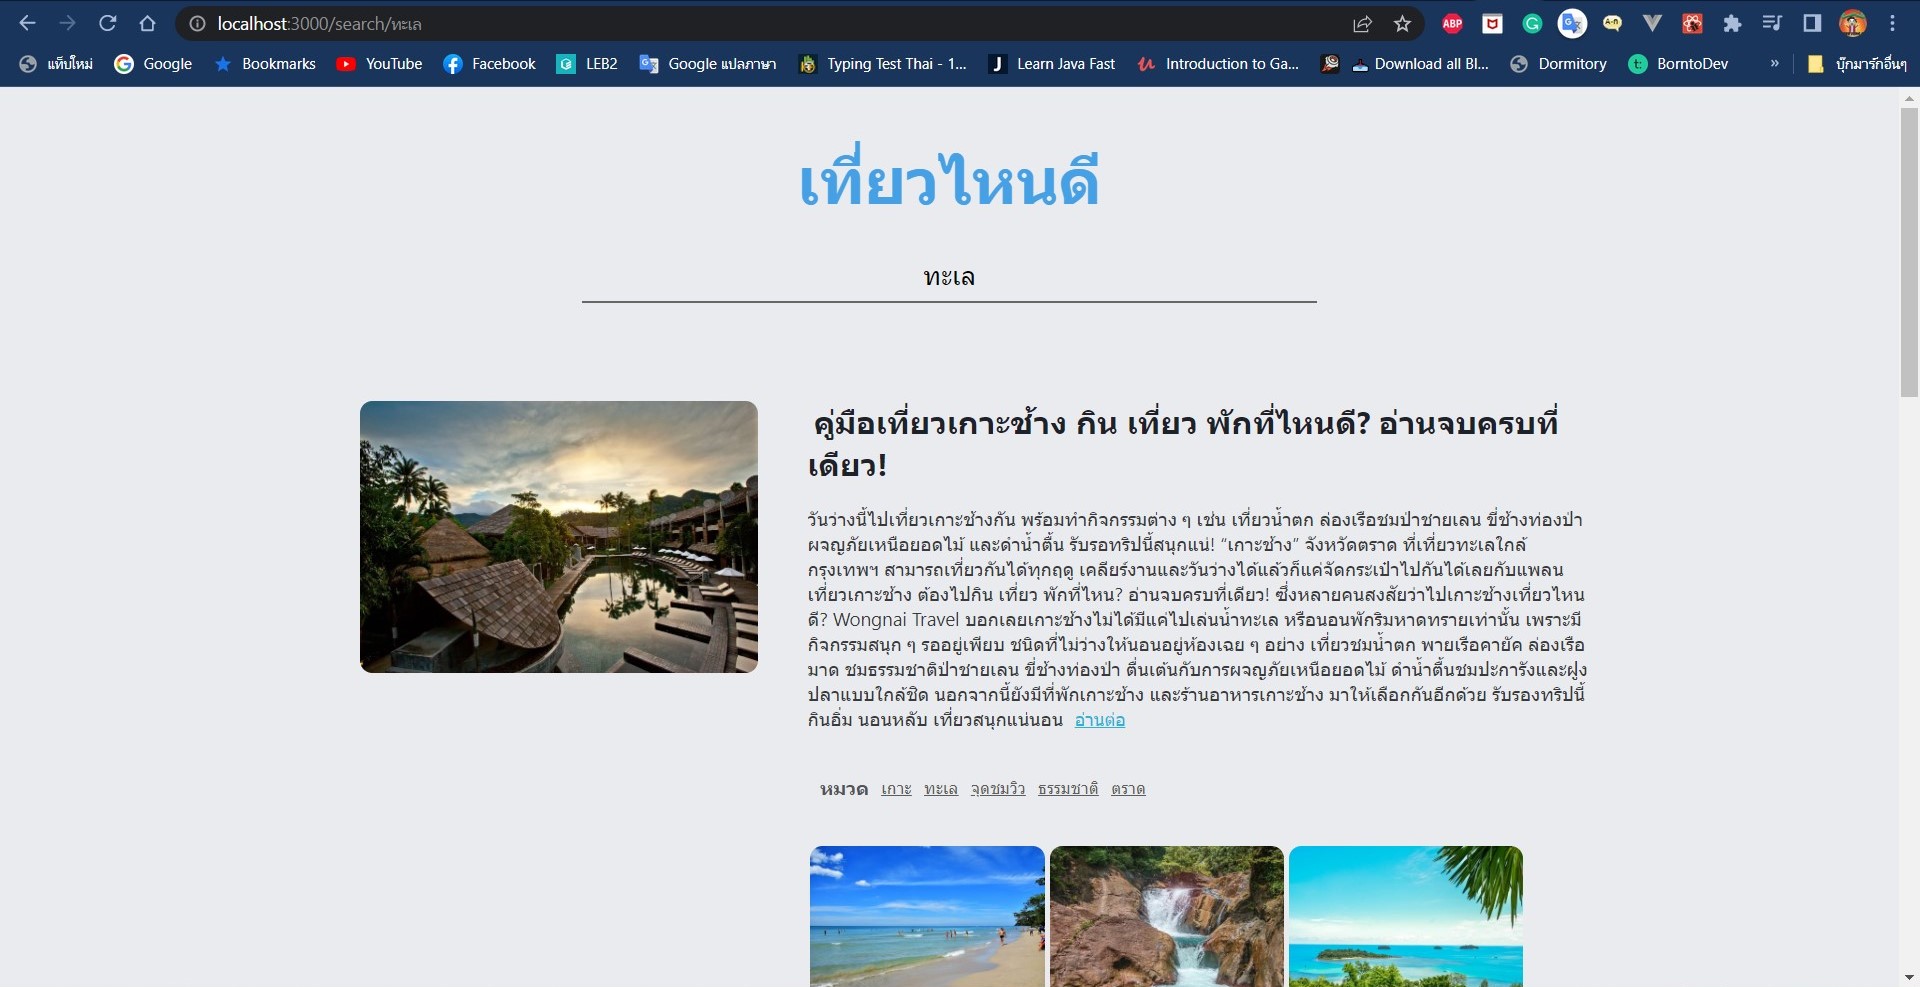 localhost:3000/search/ทะเล
แท็บใหม่ Google Bookmarks YouTube Facebook LEB2 Google แปลภาษา Typing Test Thai - 1... Learn Java Fast Introduction to Ga... Download all Bl... Dormitory BorntoDev » บุ๊กมาร์กอื่นๆ
เที่ยวไหนดี
ทะเล
คู่มือเที่ยวเกาะช้าง กิน เที่ยว พักที่ไหนดี? อ่านจบครบที่
เดียว!
วันว่างนี้ไปเที่ยวเกาะช้างกัน พร้อมทำกิจกรรมต่าง ๆ เช่น เที่ยวน้ำตก ล่องเรือชมป่าชายเลน ขี่ช้างท่องป่า
ผจญภัยเหนือยอดไม้ และดำน้ำตื้น รับรอทริปนี้สนุกแน่! “เกาะช้าง” จังหวัดตราด ที่เที่ยวทะเลใกล้
กรุงเทพฯ สามารถเที่ยวกันได้ทุกฤดู เคลียร์งานและวันว่างได้แล้วก็แค่จัดกระเป๋าไปกันได้เลยกับแพลน
เที่ยวเกาะช้าง ต้องไปกิน เที่ยว พักที่ไหน? อ่านจบครบที่เดียว! ซึ่งหลายคนสงสัยว่าไปเกาะช้างเที่ยวไหน
ดี? Wongnai Travel บอกเลยเกาะช้างไม่ได้มีแค่ไปเล่นน้ำทะเล หรือนอนพักริมหาดทรายเท่านั้น เพราะมี
กิจกรรมสนุก ๆ รออยู่เพียบ ชนิดที่ไม่ว่างให้นอนอยู่ห้องเฉย ๆ อย่าง เที่ยวชมน้ำตก พายเรือคายัค ล่องเรือ
มาด ชมธรรมชาติป่าชายเลน ขี่ช้างท่องป่า ตื่นเต้นกับการผจญภัยเหนือยอดไม้ ดำน้ำตื้นชมปะการังและฝูง
ปลาแบบใกล้ชิด นอกจากนี้ยังมีที่พักเกาะช้าง และร้านอาหารเกาะช้าง มาให้เลือกกันอีกด้วย รับรองทริปนี้
กินอิ่ม นอนหลับ เที่ยวสนุกแน่นอน อ่านต่อ
หมวด เกาะ ทะเล จุดชมวิว ธรรมชาติ ตราด